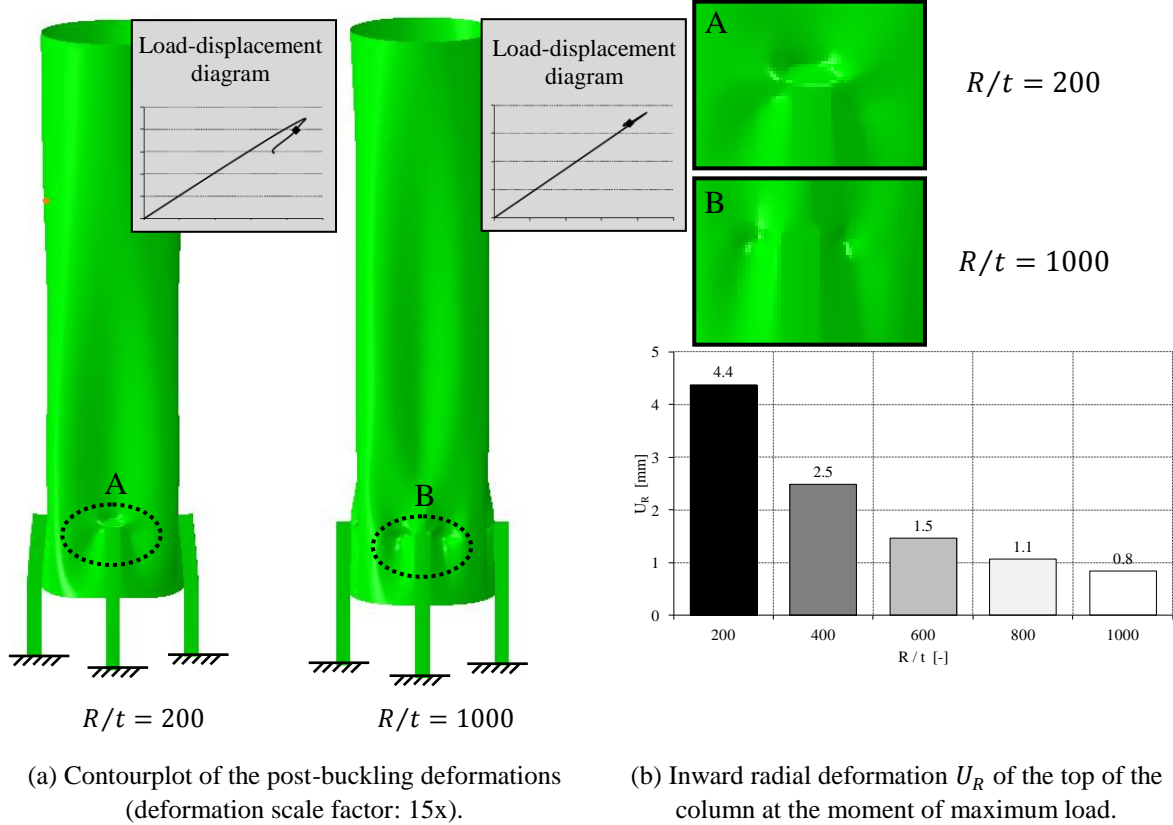 Load-displacement
diagram
Load-displacement
diagram
A
B
R/t = 200
R/t = 1000
A
R/t = 200
B
R/t = 1000
5
4
3
2
1
0
U_R [mm]
4.4
2.5
1.5
1.1
0.8
200
400
600
800
1000
R / t [-]
(a) Contourplot of the post-buckling deformations
(deformation scale factor: 15x).
(b) Inward radial deformation U_R of the top of the
column at the moment of maximum load.